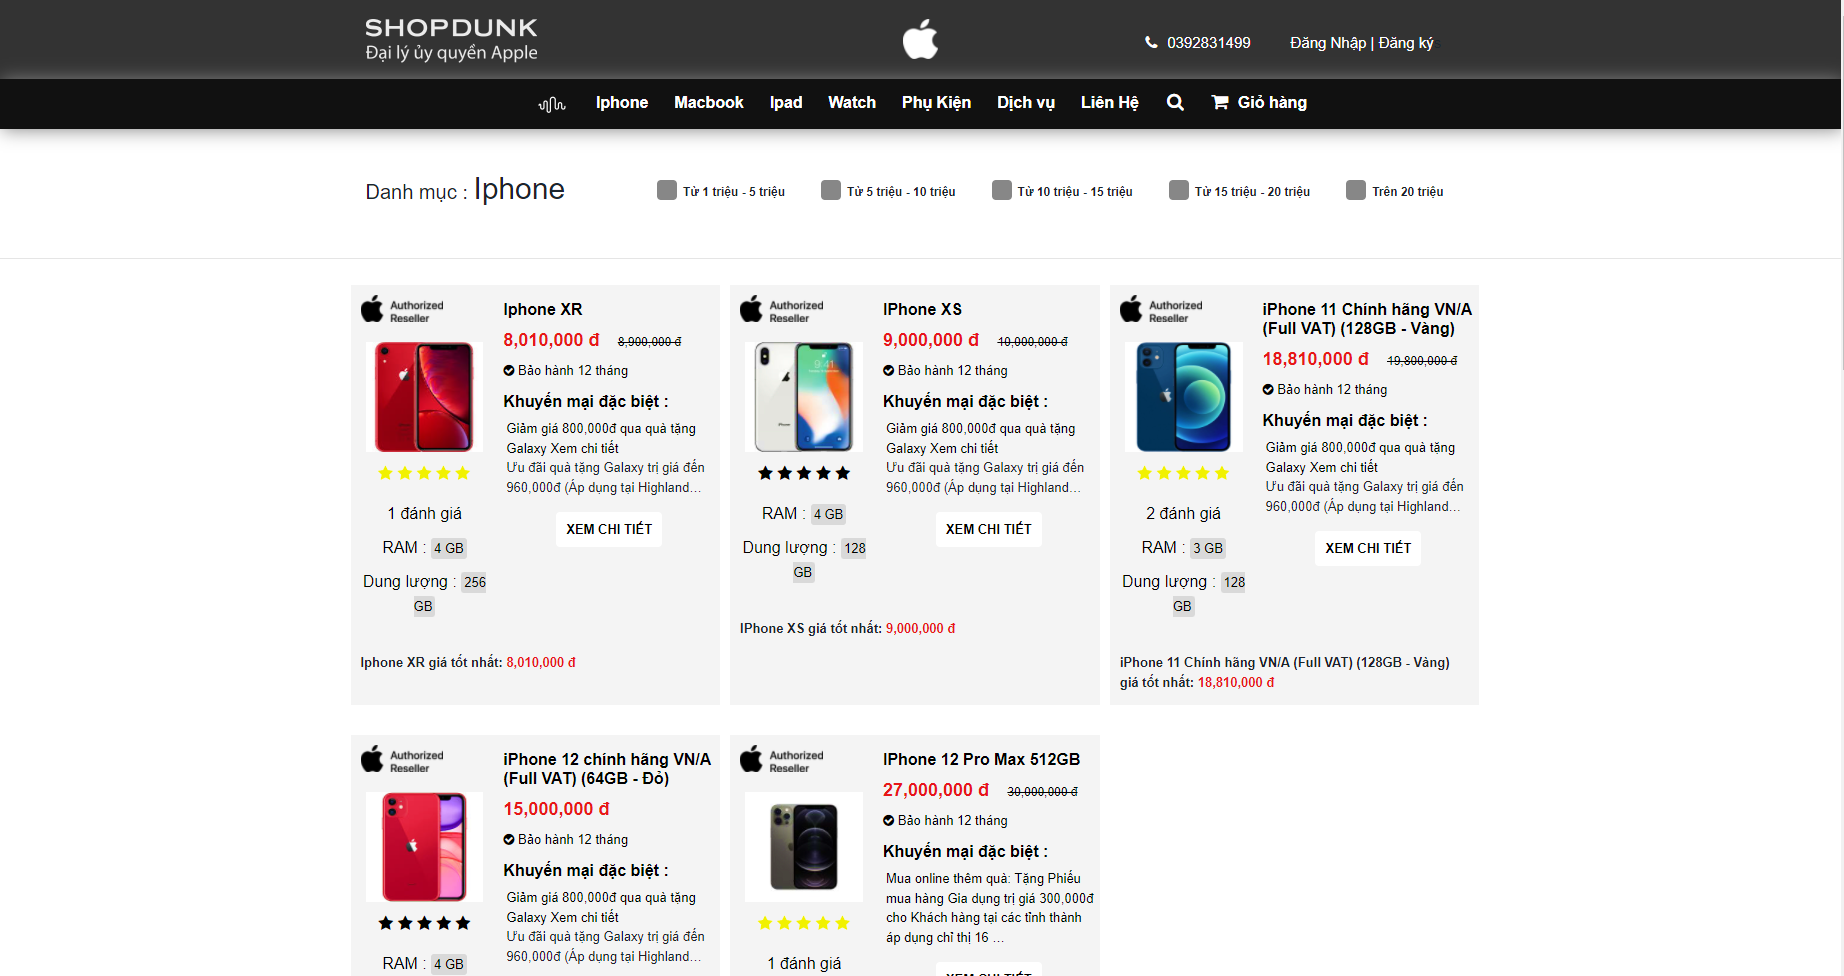 SHOPDUNK
Đại lý ủy quyền Apple
0392831499
Đăng Nhập | Đăng ký
Iphone Macbook Ipad Watch Phụ Kiện Dịch vụ Liên Hệ Giỏ hàng
Danh mục : Iphone
Từ 1 triệu - 5 triệu
Từ 5 triệu - 10 triệu
Từ 10 triệu - 15 triệu
Từ 15 triệu - 20 triệu
Trên 20 triệu
Authorized
Reseller
1 đánh giá
RAM : 4 GB
Dung lượng : 256
GB
Iphone XR
8,010,000 đ 8,900,000 đ
Bảo hành 12 tháng
Khuyến mại đặc biệt :
Giảm giá 800,000đ qua quà tặng
Galaxy Xem chi tiết
Ưu đãi quà tặng Galaxy trị giá đến
960,000đ (Áp dụng tại Highland...
XEM CHI TIẾT
Iphone XR giá tốt nhất: 8,010,000 đ
Authorized
Reseller
RAM : 4 GB
Dung lượng : 128
GB
IPhone XS
9,000,000 đ 10,000,000 đ
Bảo hành 12 tháng
Khuyến mại đặc biệt :
Giảm giá 800,000đ qua quà tặng
Galaxy Xem chi tiết
Ưu đãi quà tặng Galaxy trị giá đến
960,000đ (Áp dụng tại Highland...
XEM CHI TIẾT
IPhone XS giá tốt nhất: 9,000,000 đ
Authorized
Reseller
2 đánh giá
RAM : 3 GB
Dung lượng : 128
GB
iPhone 11 Chính hãng VN/A
(Full VAT) (128GB - Vàng)
18,810,000 đ 19,800,000 đ
Bảo hành 12 tháng
Khuyến mại đặc biệt :
Giảm giá 800,000đ qua quà tặng
Galaxy Xem chi tiết
Ưu đãi quà tặng Galaxy trị giá đến
960,000đ (Áp dụng tại Highland...
XEM CHI TIẾT
iPhone 11 Chính hãng VN/A (Full VAT) (128GB - Vàng)
giá tốt nhất: 18,810,000 đ
Authorized
Reseller
RAM : 4 GB
iPhone 12 chính hãng VN/A
(Full VAT) (64GB - Đỏ)
15,000,000 đ
Bảo hành 12 tháng
Khuyến mại đặc biệt :
Giảm giá 800,000đ qua quà tặng
Galaxy Xem chi tiết
Ưu đãi quà tặng Galaxy trị giá đến
960,000đ (Áp dụng tại Highland...
Authorized
Reseller
1 đánh giá
IPhone 12 Pro Max 512GB
27,000,000 đ 30,000,000 đ
Bảo hành 12 tháng
Khuyến mại đặc biệt :
Mua online thêm quà: Tặng Phiếu
mua hàng Gia dụng trị giá 300,000đ
cho Khách hàng tại các tỉnh thành
áp dụng chỉ thị 16 ...
XEM CHI TIẾT